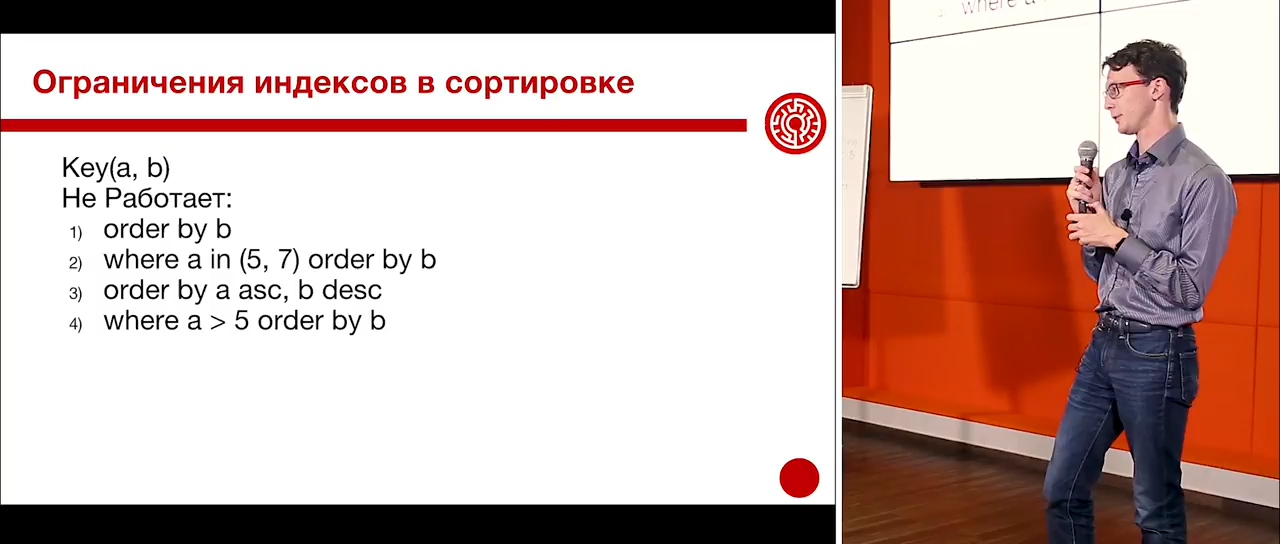 Ограничения индексов в сортировке
Key(a, b)
Не Работает:
1) order by b
2) where a in (5, 7) order by b
3) order by a asc, b desc
4) where a > 5 order by b
where a